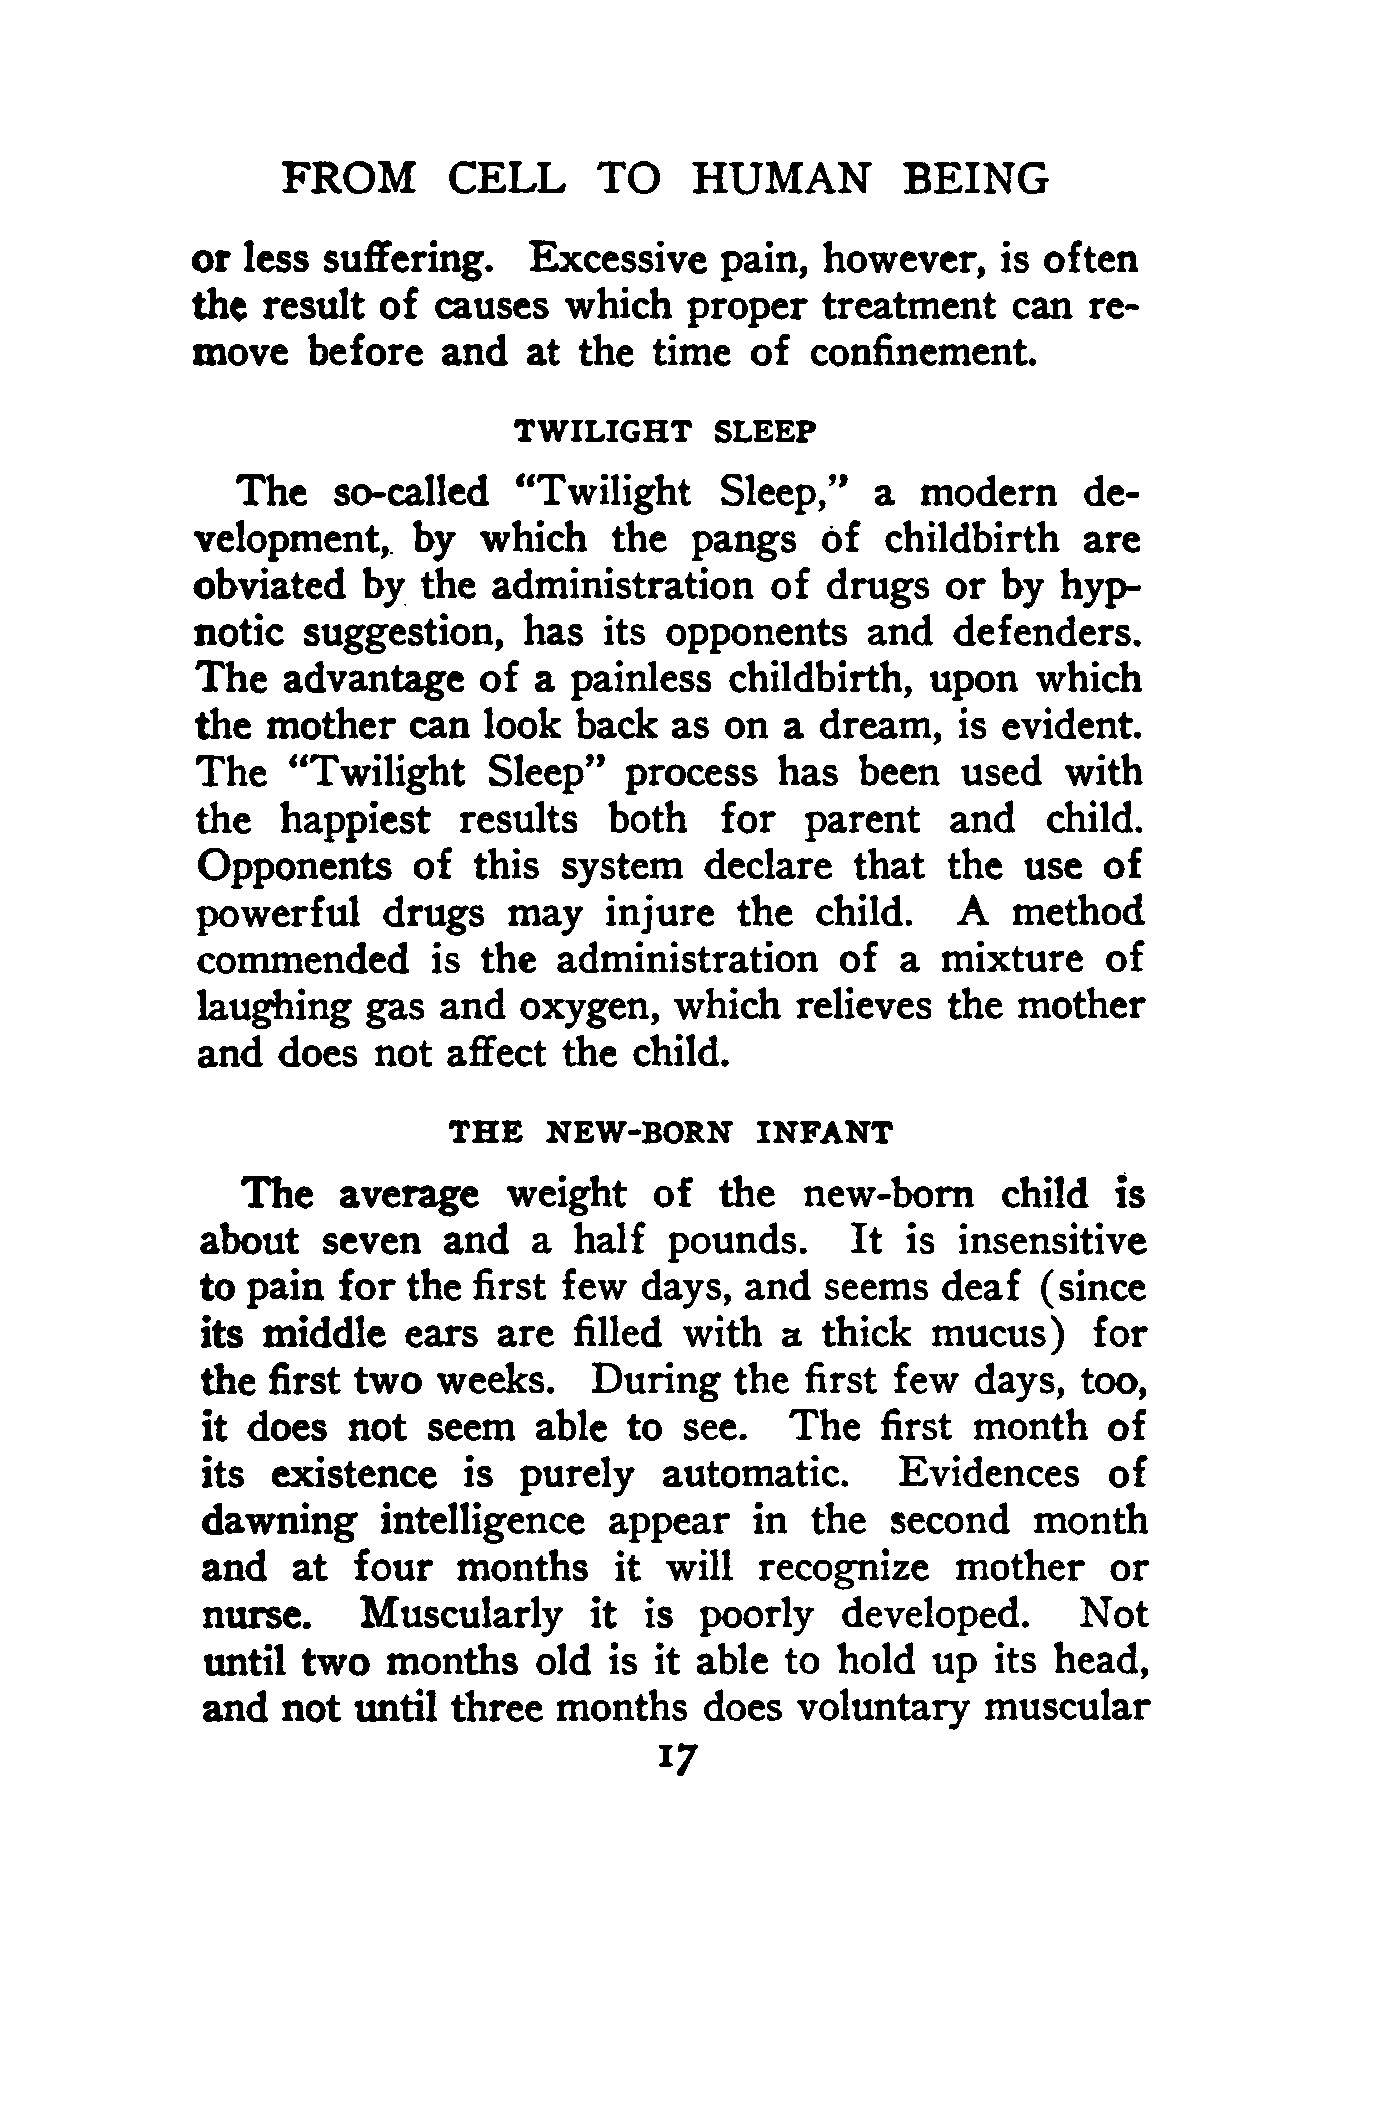 FROM CELL TO HUMAN BEING
or less suffering. Excessive pain, however, is often
the result of causes which proper treatment can re-
move before and at the time of confinement.
TWILIGHT SLEEP
The so-called “Twilight Sleep,” a modern de-
velopment, by which the pangs of childbirth are
obviated by the administration of drugs or by hyp-
notic suggestion, has its opponents and defenders.
The advantage of a painless childbirth, upon which
the mother can look back as on a dream, is evident.
The “Twilight Sleep” process has been used with
the happiest results both for parent and child.
Opponents of this system declare that the use of
powerful drugs may injure the child. A method
commended is the administration of a mixture of
laughing gas and oxygen, which relieves the mother
and does not affect the child.
THE NEW-BORN INFANT
The average weight of the new-born child is
about seven and a half pounds. It is insensitive
to pain for the first few days, and seems deaf (since
its middle ears are filled with a thick mucus) for
the first two weeks. During the first few days, too,
it does not seem able to see. The first month of
its existence is purely automatic. Evidences of
dawning intelligence appear in the second month
and at four months it will recognize mother or
nurse. Muscularly it is poorly developed. Not
until two months old is it able to hold up its head,
and not until three months does voluntary muscular
17